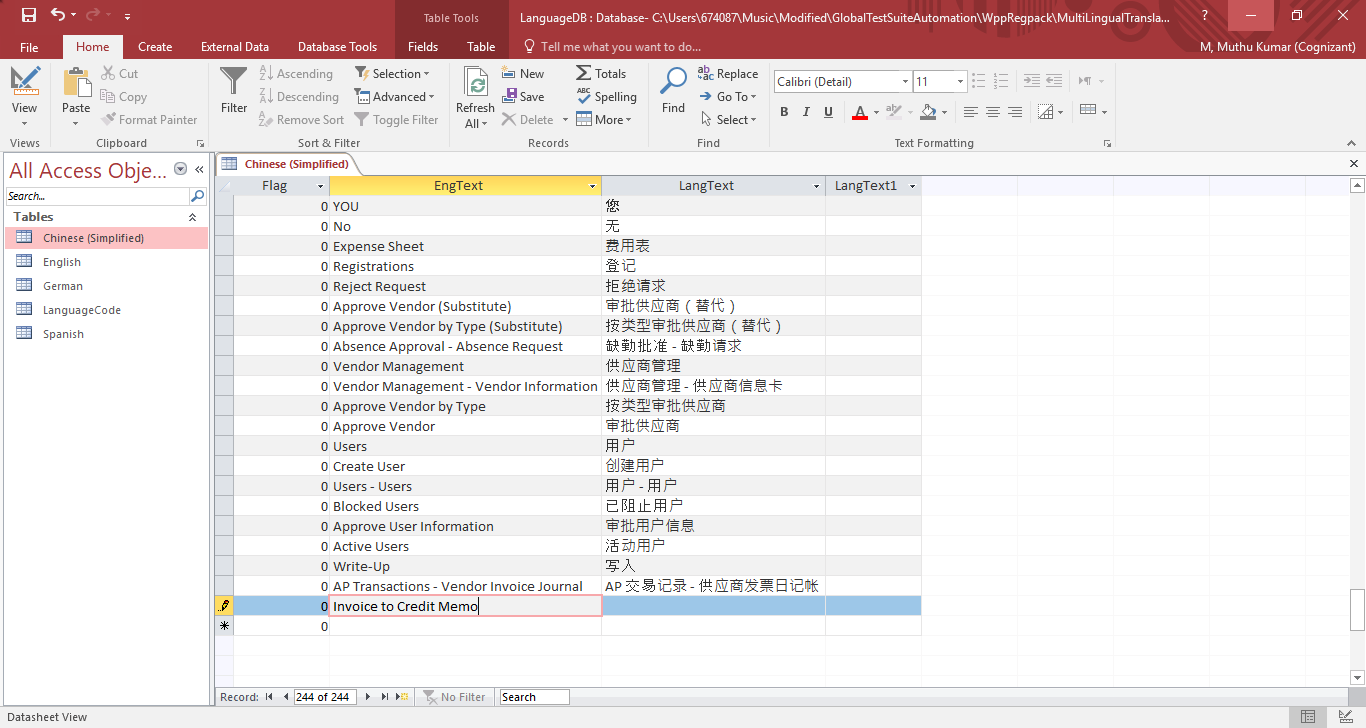 Table Tools
LanguageDB : Database- C:\Users\674087\Music\Modified\GlobalTestSuiteAutomation\WppRegpack\MultiLingualTransla...
?
File
Home
Create
External Data
Database Tools
Fields
Table
Tell me what you want to do...
M, Muthu Kumar (Cognizant)
View
Views
Paste
Cut
Copy
Format Painter
Clipboard
Filter
Ascending
Descending
Remove Sort
Selection
Advanced
Toggle Filter
Sort & Filter
Refresh
All
New
Save
Delete
Totals
Spelling
More
Records
Find
Replace
Go To
Select
Find
Calibri (Detail)
11
B I U
Text Formatting
All Access Obje...
Search...
Tables
Chinese (Simplified)
English
German
LanguageCode
Spanish
Chinese (Simplified)
Flag EngText LangText LangText1
0 YOU 您
0 No 无
0 Expense Sheet 费用表
0 Registrations 登记
0 Reject Request 拒绝请求
0 Approve Vendor (Substitute) 审批供应商（替代）
0 Approve Vendor by Type (Substitute) 按类型审批供应商（替代）
0 Absence Approval - Absence Request 缺勤批准 - 缺勤请求
0 Vendor Management 供应商管理
0 Vendor Management - Vendor Information 供应商管理 - 供应商信息卡
0 Approve Vendor by Type 按类型审批供应商
0 Approve Vendor 审批供应商
0 Users 用户
0 Create User 创建用户
0 Users - Users 用户 - 用户
0 Blocked Users 已阻止用户
0 Approve User Information 审批用户信息
0 Active Users 活动用户
0 Write-Up 写入
0 AP Transactions - Vendor Invoice Journal AP 交易记录 - 供应商发票日记帐
0 Invoice to Credit Memo
0
Record: 244 of 244 No Filter Search
Datasheet View